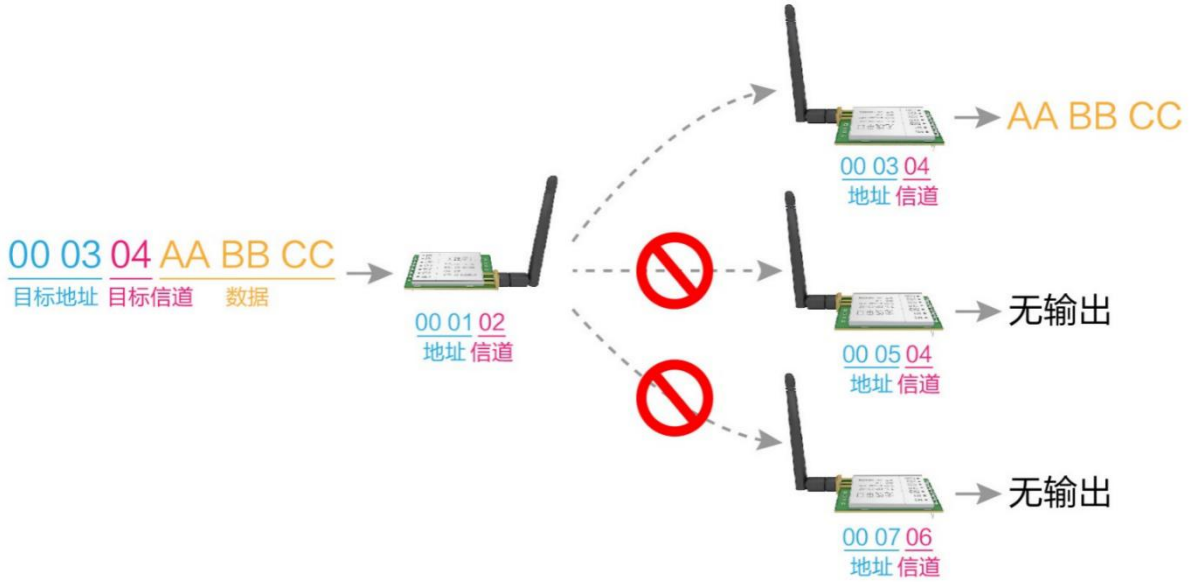 00 03 04 AA BB CC
目标地址 目标信道 数据
00 01 02
地址 信道
AA BB CC
00 03 04
地址 信道
无输出
00 05 04
地址 信道
无输出
00 07 06
地址 信道